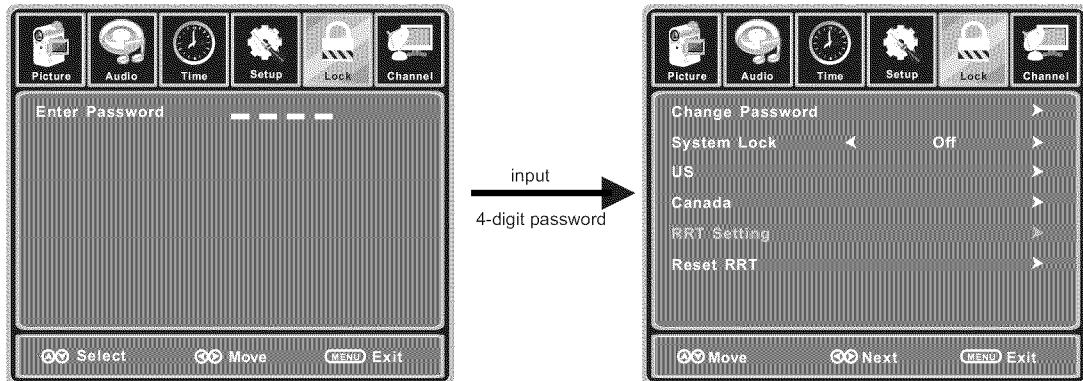 Picture Audio Time Setup Lock Channel
Enter Password
Select Move MENU Exit
input
4-digit password
Picture Audio Time Setup Lock Channel
Change Password
System Lock Off
US
Canada
RRT Setting
Reset RRT
Move Next MENU Exit